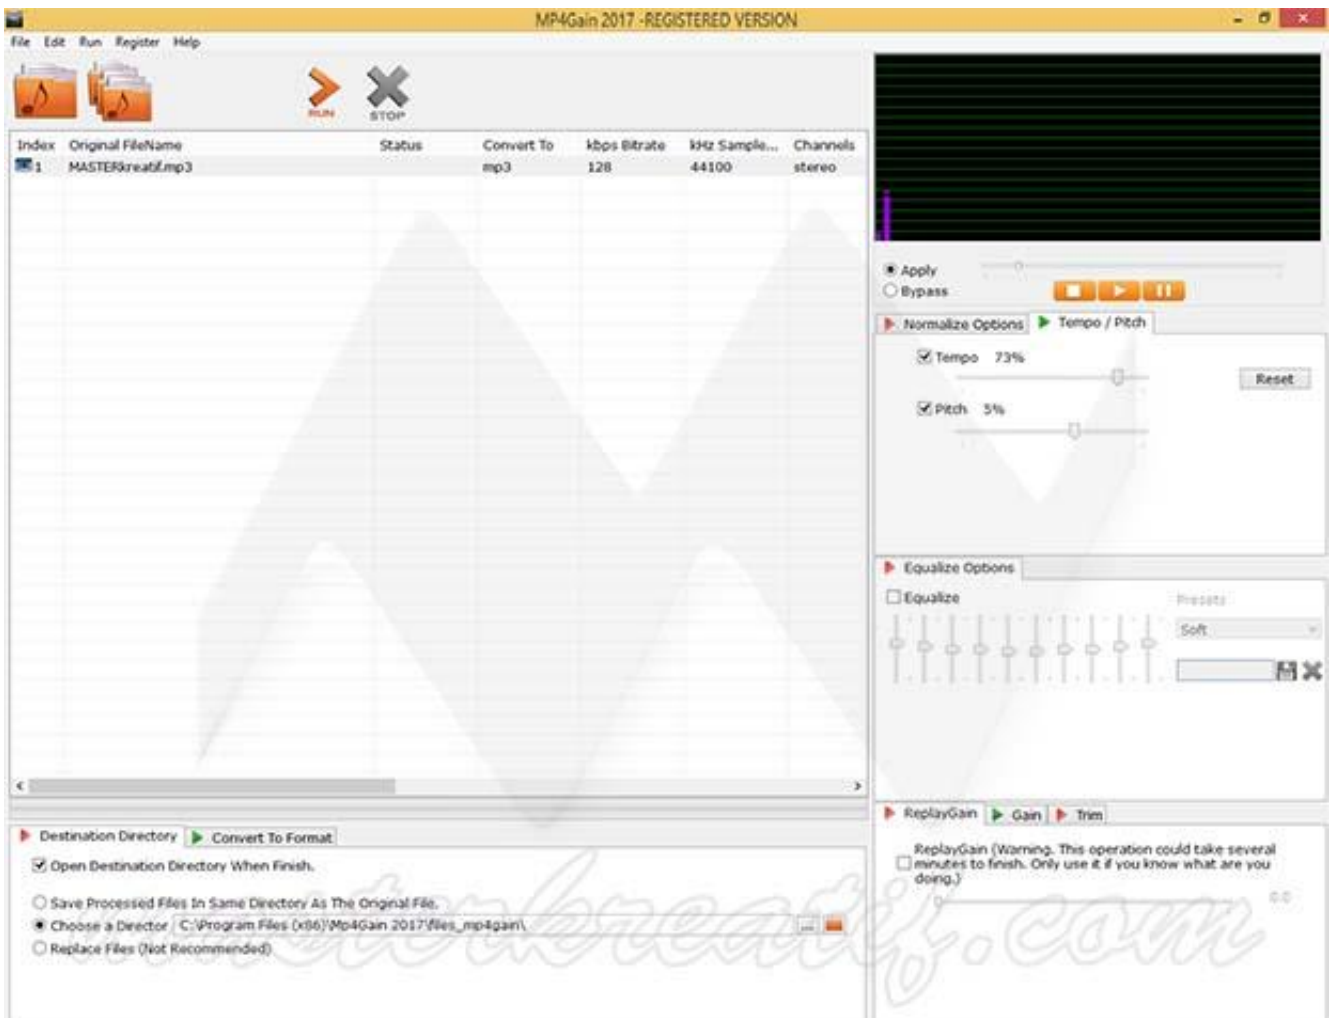 MP4Gain 2017 -REGISTERED VERSION
File Edit Run Register Help
RUN STOP
Index Original FileName Status Convert To kbps Bitrate kHz Sample... Channels
1 MASTERkreatif.mp3 mp3 128 44100 stereo
Apply
Bypass
Normalize Options Tempo / Pitch
Tempo 73%
Reset
Pitch 5%
Equalize Options
Equalize
Presets
Soft
ReplayGain Gain Trim
ReplayGain (Warning. This operation could take several
minutes to finish. Only use it if you know what are you
doing.)
0.0
Destination Directory Convert To Format
Open Destination Directory When Finish.
Save Processed Files In Same Directory As The Original File.
Choose a Director C:\Program Files (x86)\Mp4Gain 2017\files_mp4gain\ ...
Replace Files (Not Recommended)
masterkreatif.com